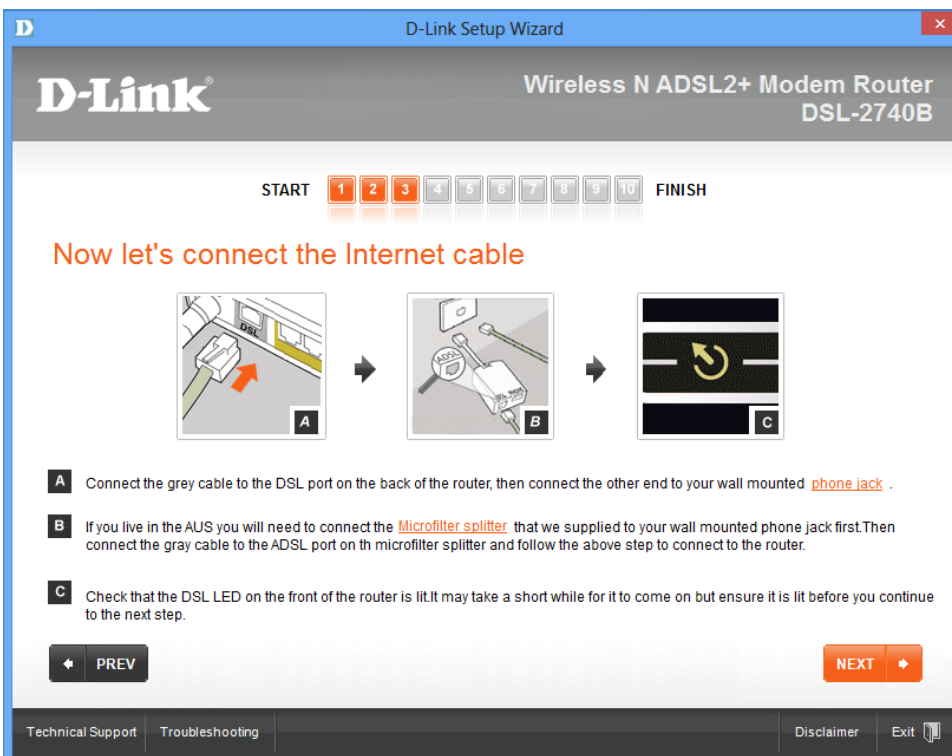 D-Link Setup Wizard
D-Link®
Wireless N ADSL2+ Modem Router
DSL-2740B
START 1 2 3 4 5 6 7 8 9 10 FINISH
Now let's connect the Internet cable
DSL
A
ADSL
B
C
A Connect the grey cable to the DSL port on the back of the router, then connect the other end to your wall mounted phone jack .
B If you live in the AUS you will need to connect the Microfilter splitter that we supplied to your wall mounted phone jack first.Then
connect the gray cable to the ADSL port on th microfilter splitter and follow the above step to connect to the router.
C Check that the DSL LED on the front of the router is lit.It may take a short while for it to come on but ensure it is lit before you continue
to the next step.
PREV
NEXT
Technical Support Troubleshooting Disclaimer Exit